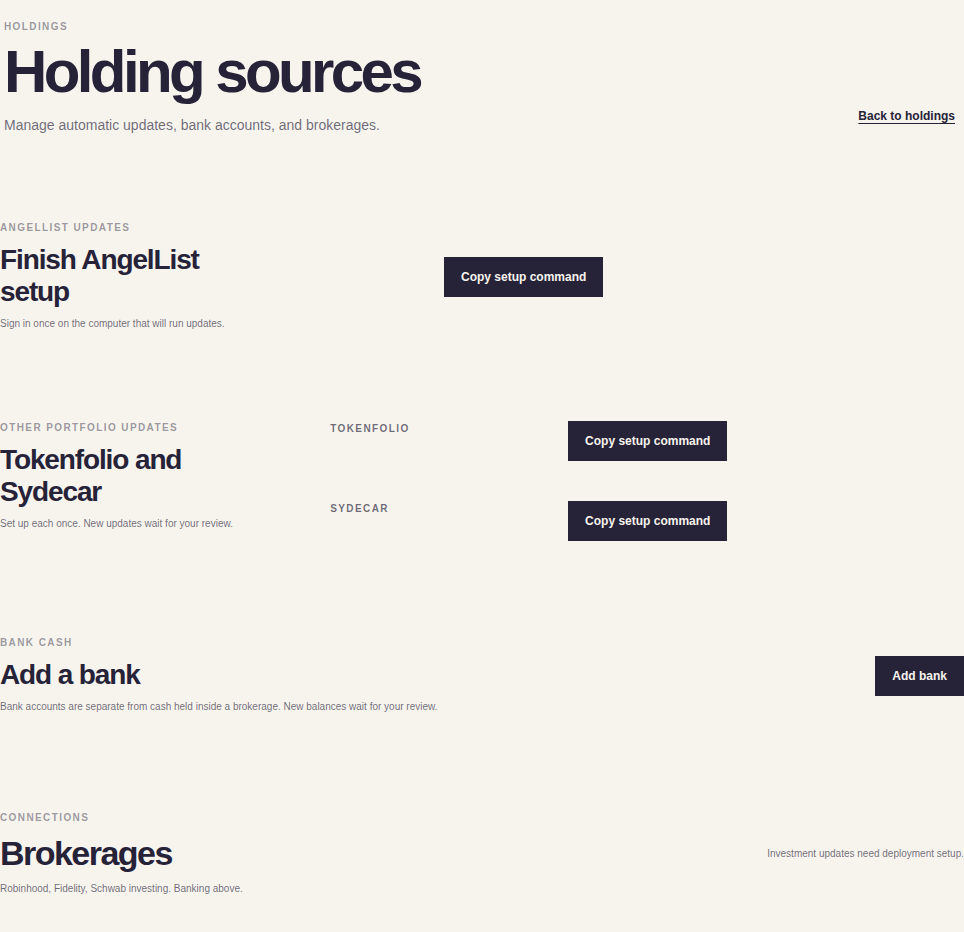 HOLDINGS
Holding sources
Manage automatic updates, bank accounts, and brokerages.
Back to holdings
ANGELLIST UPDATES
Finish AngelList
setup
Sign in once on the computer that will run updates.
Copy setup command
OTHER PORTFOLIO UPDATES
Tokenfolio and
Sydecar
Set up each once. New updates wait for your review.
TOKENFOLIO
Copy setup command
SYDECAR
Copy setup command
BANK CASH
Add a bank
Bank accounts are separate from cash held inside a brokerage. New balances wait for your review.
Add bank
CONNECTIONS
Brokerages
Robinhood, Fidelity, Schwab investing. Banking above.
Investment updates need deployment setup.